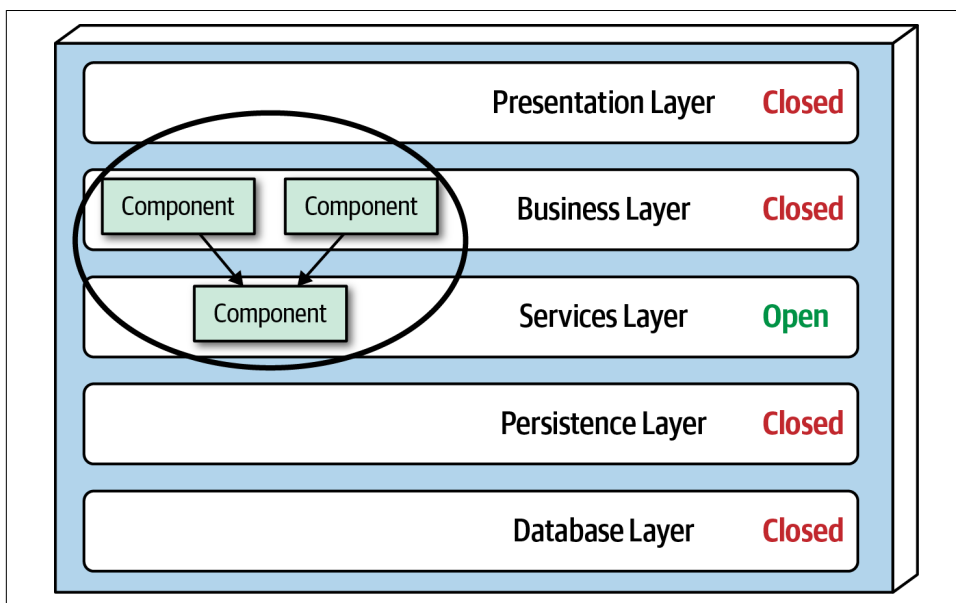 Presentation Layer Closed
Component Component Business Layer Closed
Component Services Layer Open
Persistence Layer Closed
Database Layer Closed